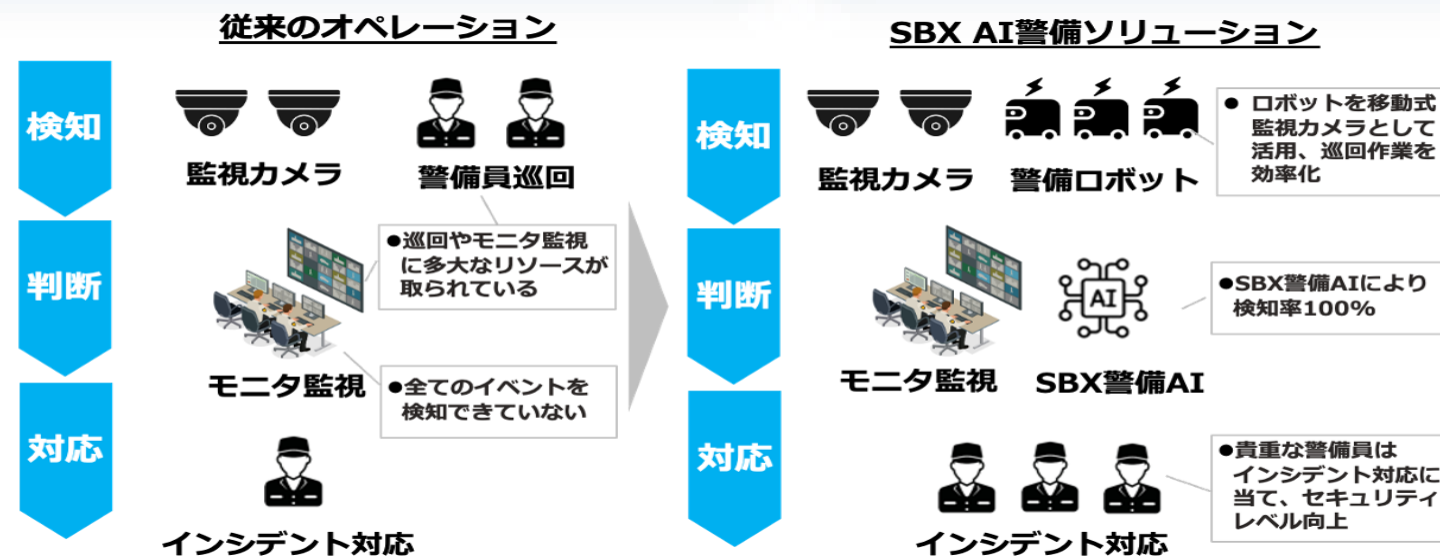 従来のオペレーション
検知
監視カメラ
警備員巡回
●巡回やモニタ監視
に多大なリソースが
取られている
判断
モニタ監視
●全てのイベントを
検知できていない
対応
インシデント対応
SBX AI警備ソリューション
検知
監視カメラ
警備ロボット
● ロボットを移動式
監視カメラとして
活用、巡回作業を
効率化
判断
AI
モニタ監視
SBX警備AI
●SBX警備AIにより
検知率100%
対応
インシデント対応
●貴重な警備員は
インシデント対応に
当て、セキュリティ
レベル向上